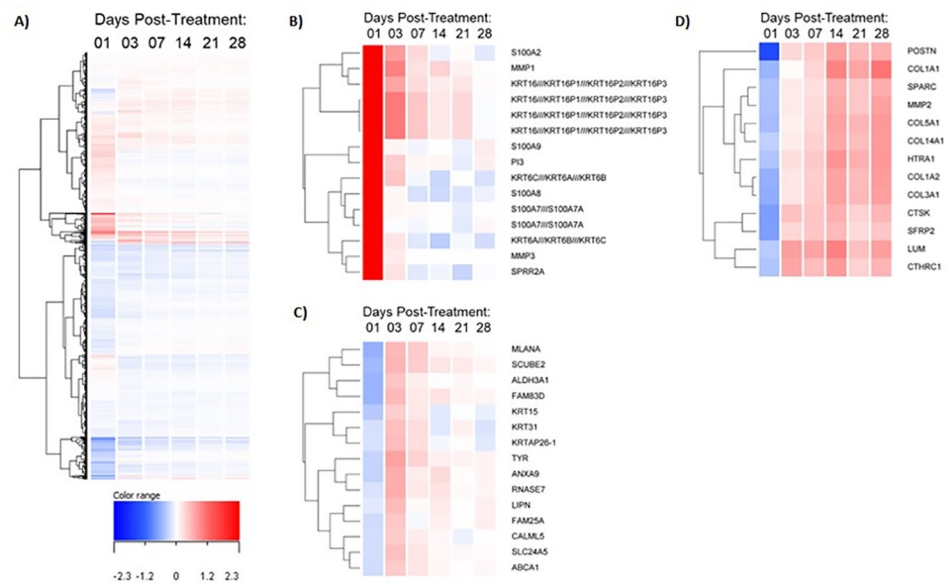 A)
Days Post-Treatment:
01 03 07 14 21 28
Color range
-2.3 -1.2 0 1.2 2.3
B)
Days Post-Treatment:
01 03 07 14 21 28
S100A2
MMP1
KRT16///KRT16P1///KRT16P2///KRT16P3
KRT16///KRT16P1///KRT16P2///KRT16P3
KRT16///KRT16P1///KRT16P2///KRT16P3
KRT16///KRT16P1///KRT16P2///KRT16P3
S100A9
PI3
KRT6C///KRT6A///KRT6B
S100A8
S100A7///S100A7A
S100A7///S100A7A
KRT6A///KRT6B///KRT6C
MMP3
SPRR2A
C)
Days Post-Treatment:
01 03 07 14 21 28
MLANA
SCUBE2
ALDH3A1
FAM83D
KRT15
KRT31
KRTAP26-1
TYR
ANXA9
RNASE7
LIPN
FAM25A
CALML5
SLC24A5
ABCA1
D)
Days Post-Treatment:
01 03 07 14 21 28
POSTN
COL1A1
SPARC
MMP2
COL5A1
COL14A1
HTRA1
COL1A2
COL3A1
CTSK
SFRP2
LUM
CTHRC1